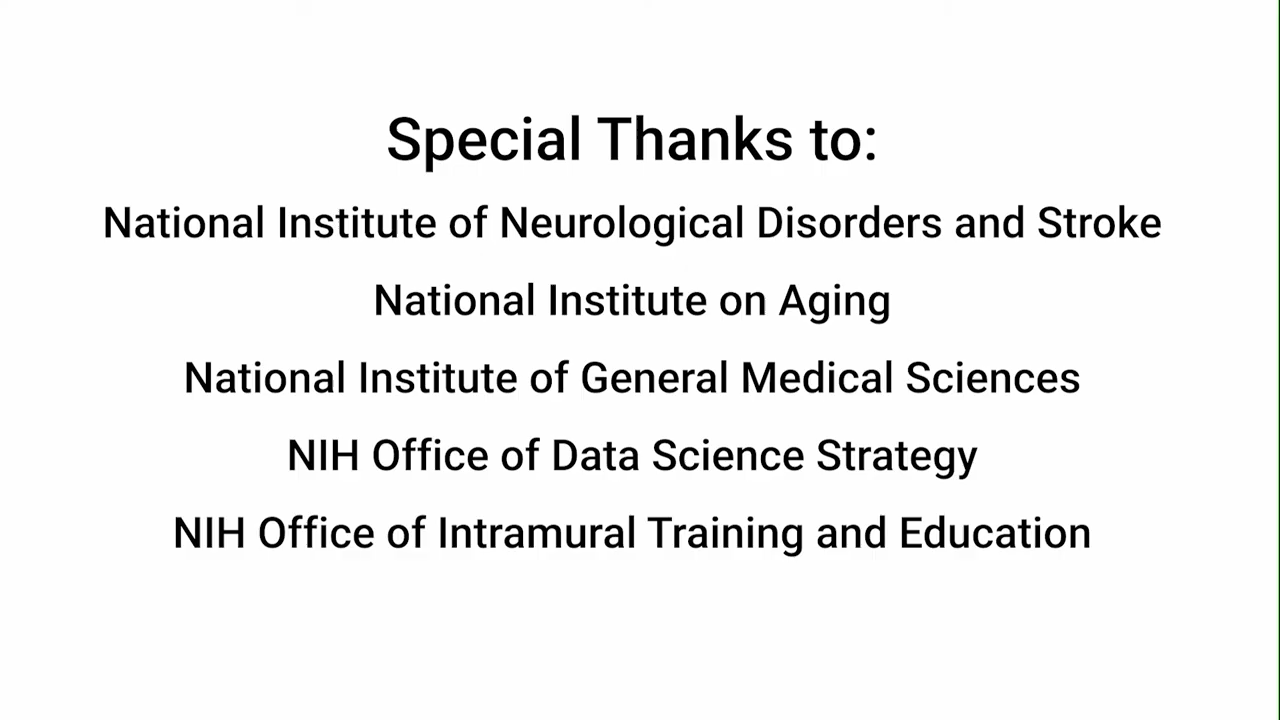 Special Thanks to:
National Institute of Neurological Disorders and Stroke
National Institute on Aging
National Institute of General Medical Sciences
NIH Office of Data Science Strategy
NIH Office of Intramural Training and Education